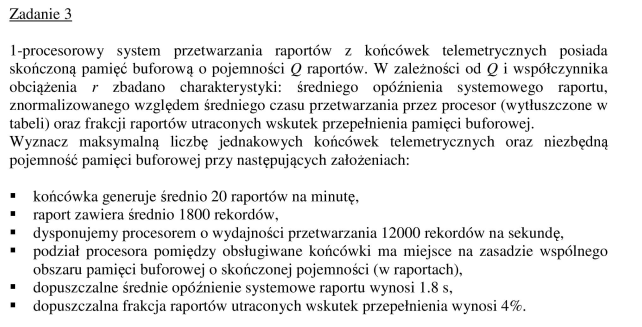 Zadanie 3
1-procesorowy system przetwarzania raportów z końcówek telemetrycznych posiada
skończoną pamięć buforową o pojemności Q raportów. W zależności od Q i współczynnika
obciążenia r zbadano charakterystyki: średniego opóźnienia systemowego raportu,
znormalizowanego względem średniego czasu przetwarzania przez procesor (wytłuszczone w
tabeli) oraz frakcji raportów utraconych wskutek przepełnienia pamięci buforowej.
Wyznacz maksymalną liczbę jednakowych końcówek telemetrycznych oraz niezbędną
pojemność pamięci buforowej przy następujących założeniach:
▪ końcówka generuje średnio 20 raportów na minutę,
▪ raport zawiera średnio 1800 rekordów,
▪ dysponujemy procesorem o wydajności przetwarzania 12000 rekordów na sekundę,
▪ podział procesora pomiędzy obsługiwane końcówki ma miejsce na zasadzie wspólnego
obszaru pamięci buforowej o skończonej pojemności (w raportach),
▪ dopuszczalne średnie opóźnienie systemowe raportu wynosi 1.8 s,
▪ dopuszczalna frakcja raportów utraconych wskutek przepełnienia wynosi 4%.